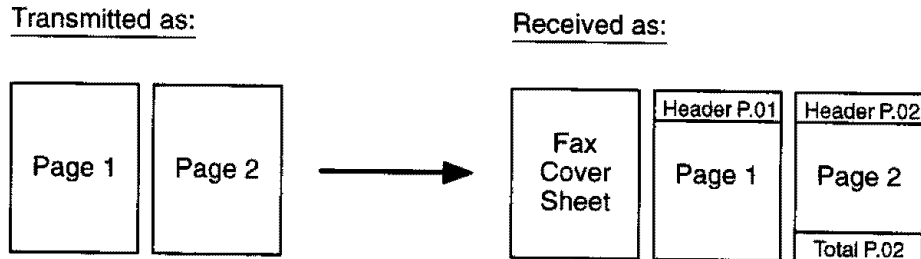 Transmitted as:
Received as:
Page 1
Page 2
Fax
Cover
Sheet
Header P.01
Page 1
Header P.02
Page 2
Total P.02